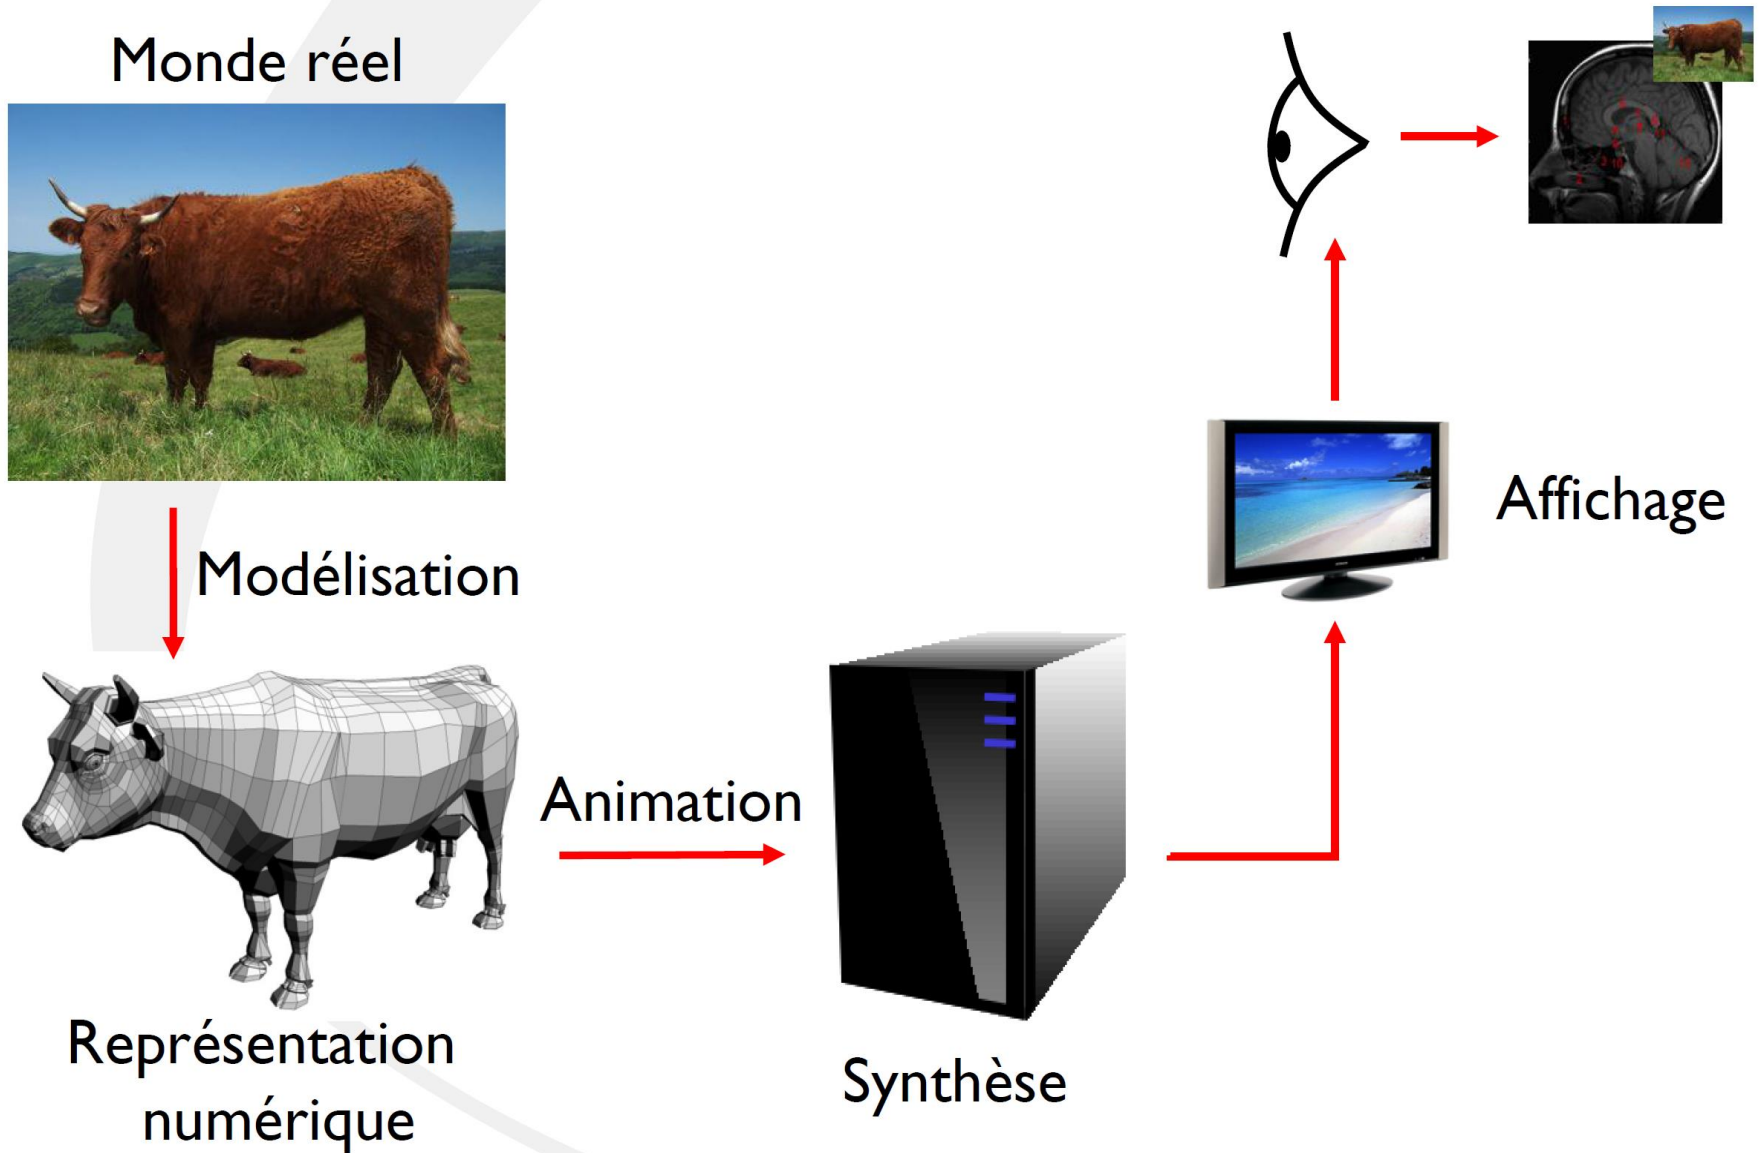 Monde réel
Modélisation
Représentation
numérique
Animation
Synthèse
Affichage